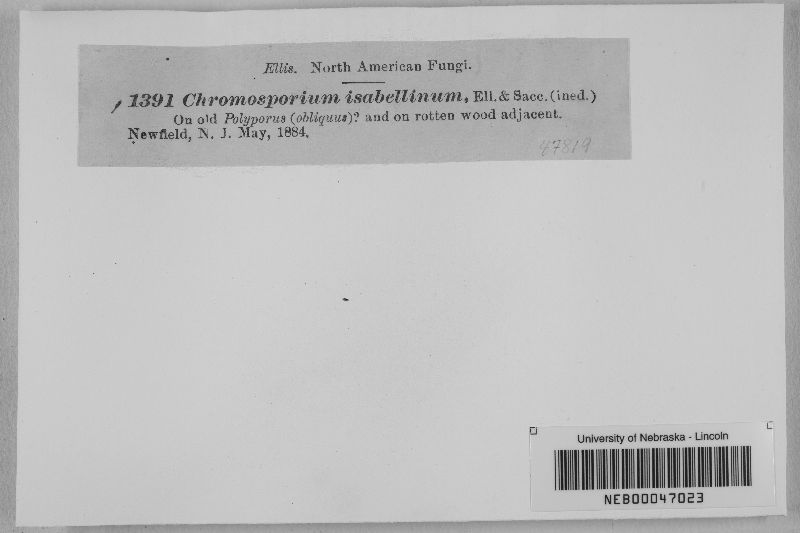 Ellis. North American Fungi.
1391 Chromosporium isabellinum, Ell. & Sacc. (ined.)
On old Polyporus (obliquus)? and on rotten wood adjacent.
Newfield, N. J. May, 1884.
47819
University of Nebraska - Lincoln
NEB00047023